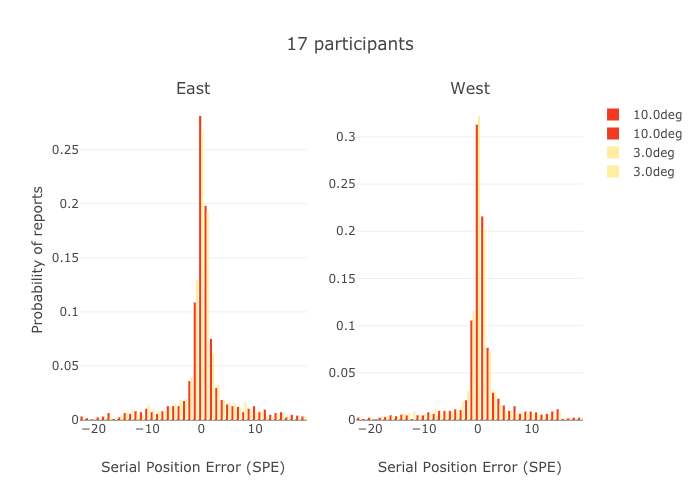 17 participants
East
West
10.0deg
10.0deg
3.0deg
3.0deg
Probability of reports
0.25
0.2
0.15
0.1
0.05
0
−20
−10
0
10
Serial Position Error (SPE)
0.3
0.25
0.2
0.15
0.1
0.05
0
−20
−10
0
10
Serial Position Error (SPE)